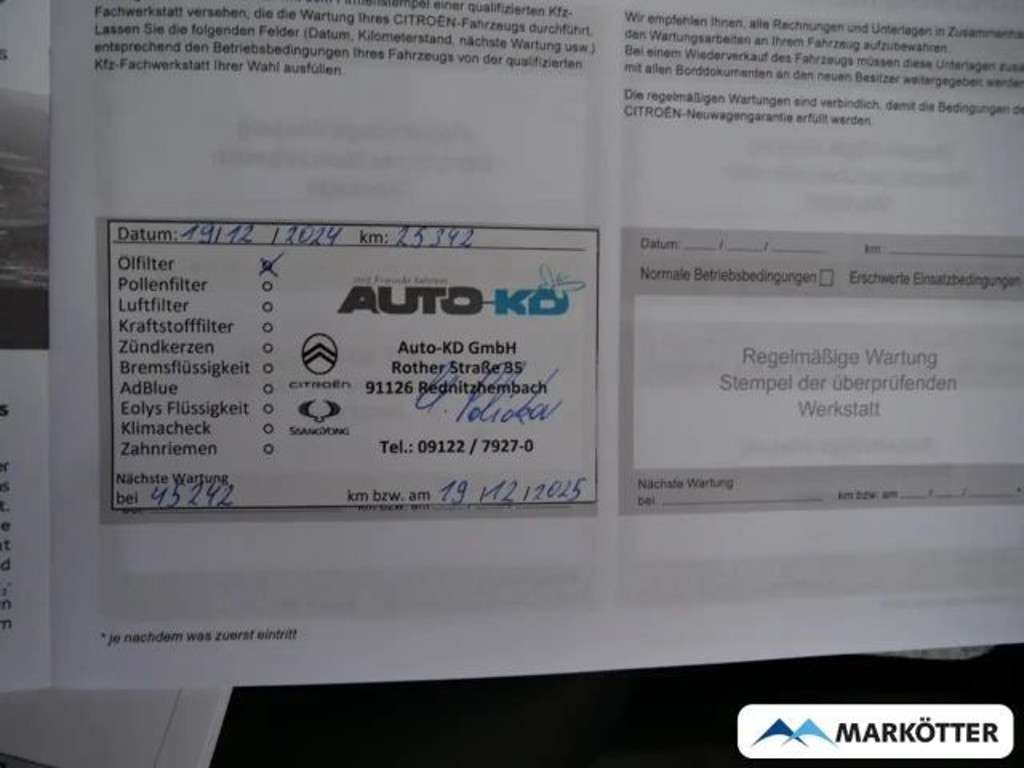 Fachwerkstatt versehen, die die Wartung Ihres CITROËN-Fahrzeugs durchführt.
Lassen Sie die folgenden Felder (Datum, Kilometerstand, nächste Wartung usw.)
entsprechend den Betriebsbedingungen Ihres Fahrzeugs von der qualifizierten
Kfz-Fachwerkstatt Ihrer Wahl ausfüllen.
Datum: 19/12/2024 km: 25342
Ölfilter
Pollenfilter
Luftfilter
Kraftstofffilter
Zündkerzen
Bremsflüssigkeit
AdBlue
Eolys Flüssigkeit
Klimacheck
Zahnriemen
CITROËN
SSANGYONG
AUTO-KD
Auto-KD GmbH
Rother Straße 35
91126 Rednitzhembach
Tel.: 09122 / 7927-0
Nächste Wartung
bei 45242 km bzw. am 19/12/2025
* je nachdem was zuerst eintritt
Wir empfehlen Ihnen, alle Rechnungen und Unterlagen in
den Wartungsarbeiten an Ihrem Fahrzeug aufzubewahren.
Bei einem Wiederverkauf des Fahrzeugs müssen diese Unterlagen
mit allen Borddokumenten an den neuen Besitzer weitergegeben werden
Die regelmäßigen Wartungen sind verbindlich, damit die Bedingungen
CITROËN-Neuwagengarantie erfüllt werden.
Datum: / / km:
Normale Betriebsbedingungen Erschwerte Einsatzbedingungen
Regelmäßige Wartung
Stempel der überprüfenden
Werkstatt
Nächste Wartung
bei km bzw. am / / *
MARKÖTTER